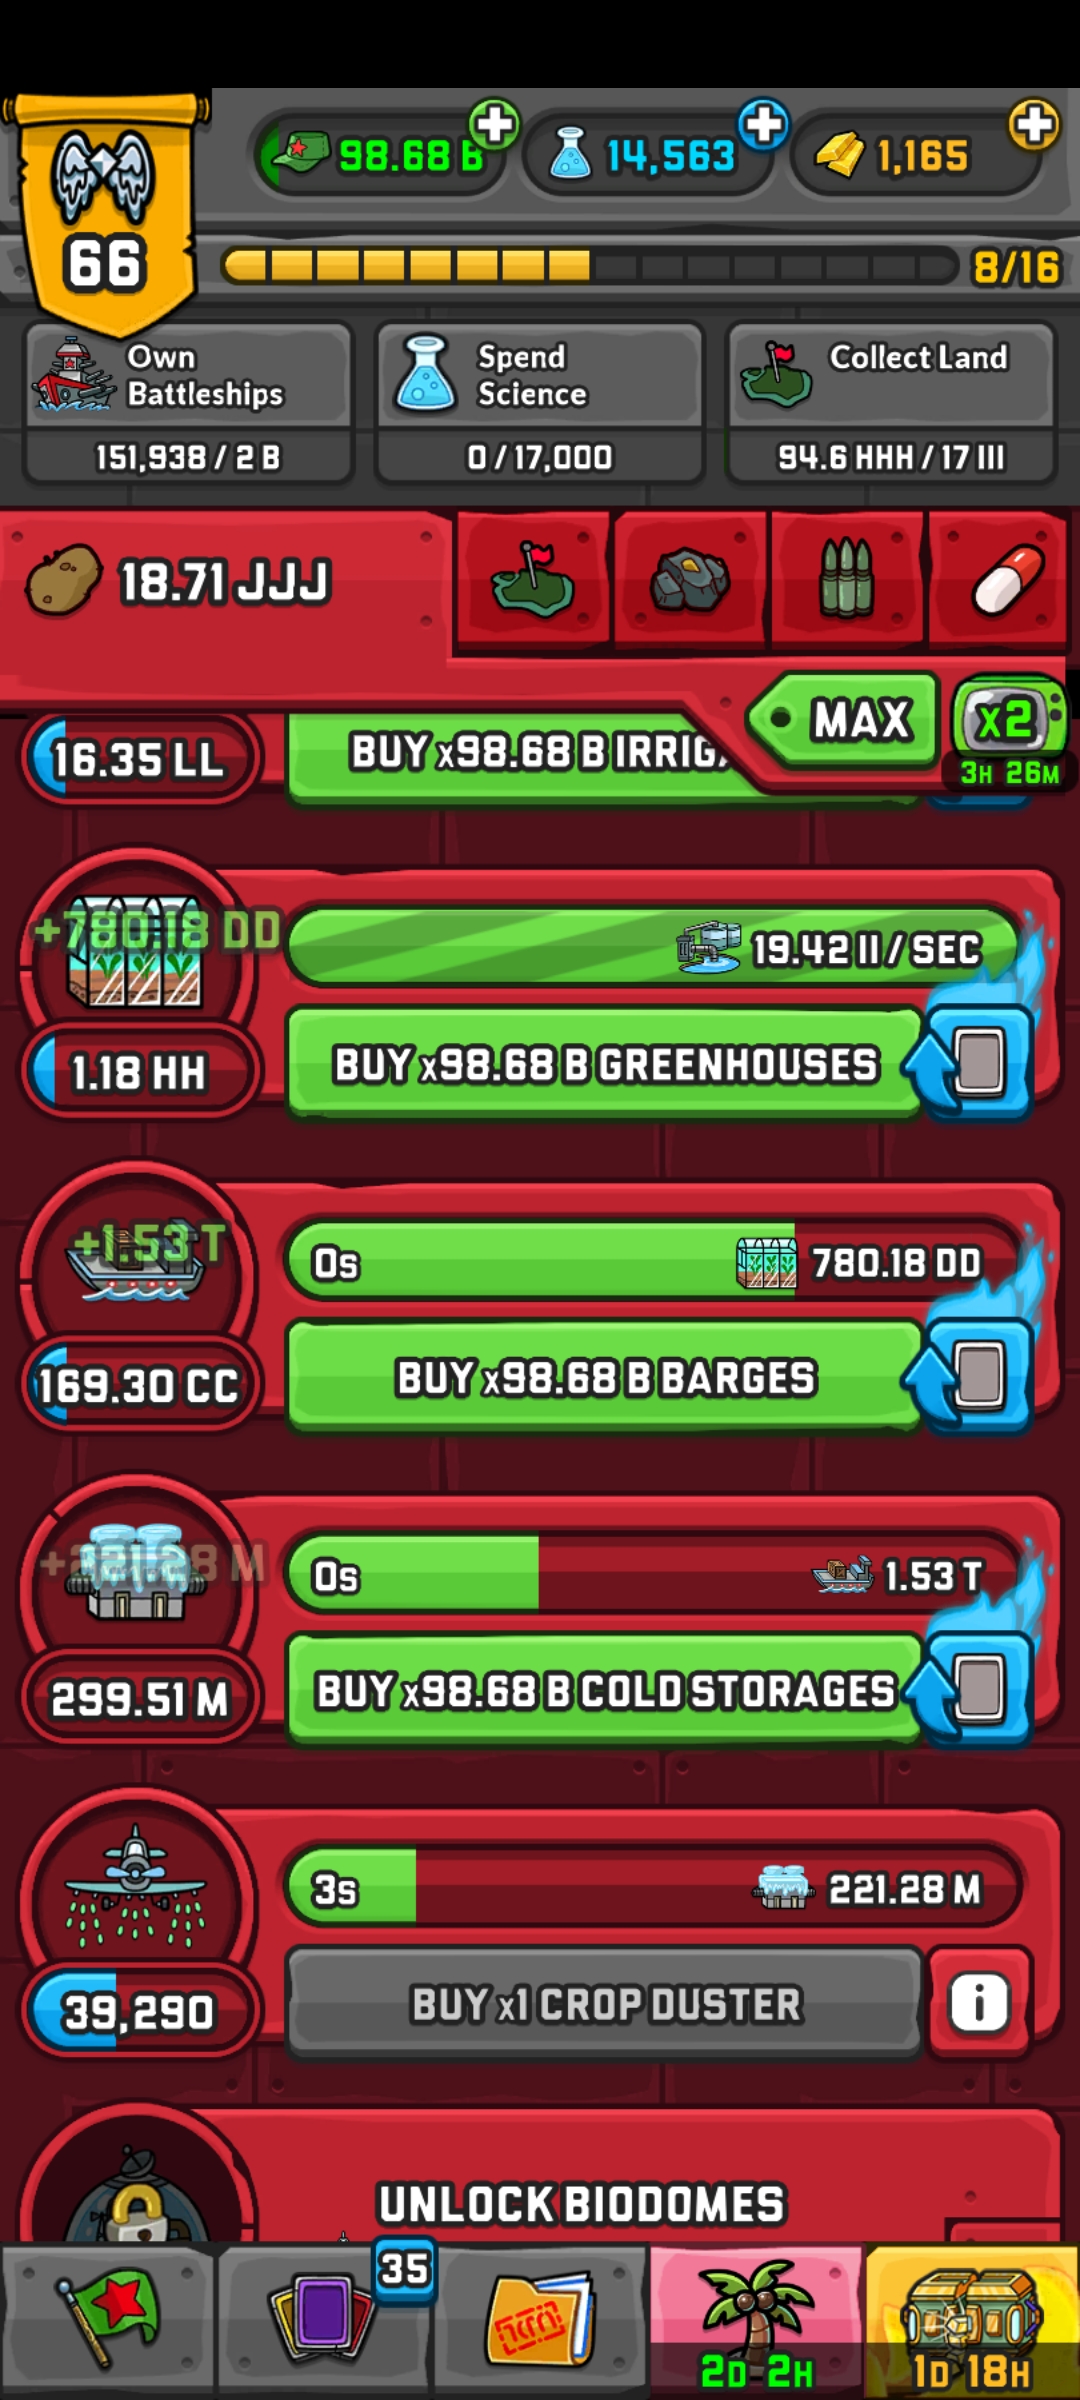 98.68 B
14,563
1,165
66
8/16
Own
Battleships
151,938 / 2 B
Spend
Science
0 / 17,000
Collect Land
94.6 HHH / 17 III
18.71 JJJ
MAX
x2
3H 26M
16.35 LL
BUY x98.68 B
+780.18 DD
19.42 II / SEC
1.18 HH
BUY x98.68 B GREENHOUSES
+1.53 T
0s
780.18 DD
169.30 CC
BUY x98.68 B BARGES
+221.28 M
0s
1.53 T
299.51 M
BUY x98.68 B COLD STORAGES
3s
221.28 M
39,290
BUY x1 CROP DUSTER
i
UNLOCK BIODOMES
35
2D 2H
1D 18H